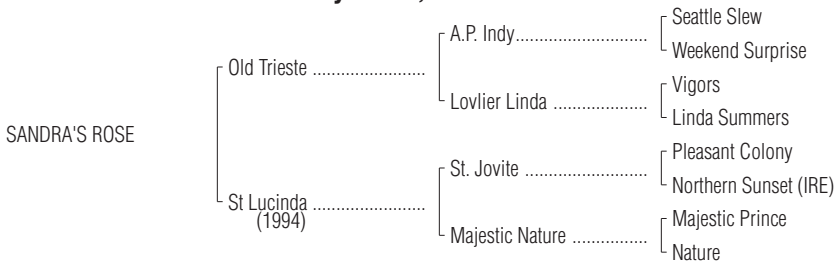 Seattle Slew
A.P. Indy..............................
Weekend Surprise
Old Trieste .........................
Vigors
Lovlier Linda .....................
Linda Summers
SANDRA'S ROSE
Pleasant Colony
St. Jovite ...........................
Northern Sunset (IRE)
St Lucinda .........................
(1994)
Majestic Prince
Majestic Nature .................
Nature